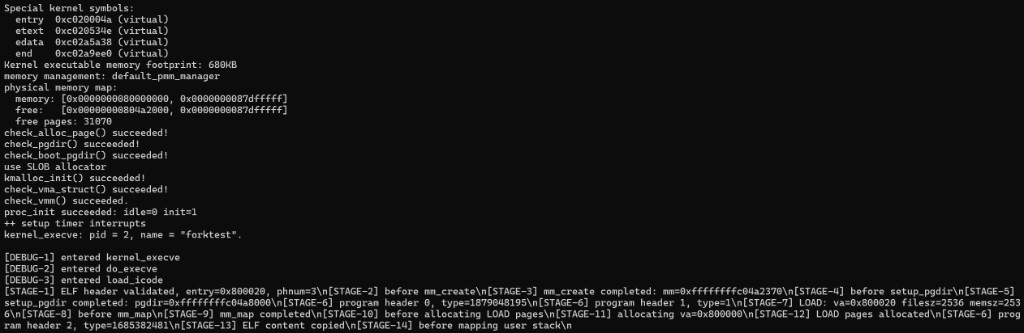 Special kernel symbols:
  entry  0xc020004a (virtual)
  etext  0xc020534e (virtual)
  edata  0xc02a5a38 (virtual)
  end    0xc02a9ee0 (virtual)
Kernel executable memory footprint: 680KB
memory management: default_pmm_manager
physical memory map:
  memory: [0x0000000080000000, 0x0000000087dfffff]
  free:   [0x00000000804a2000, 0x0000000087dfffff]
  free pages: 31070
check_alloc_page() succeeded!
check_pgdir() succeeded!
check_boot_pgdir() succeeded!
use SLOB allocator
kmalloc_init() succeeded!
check_vma_struct() succeeded!
check_vmm() succeeded.
proc_init succeeded: idle=0 init=1
++ setup timer interrupts
kernel_execve: pid = 2, name = "forktest".

[DEBUG-1] entered kernel_execve
[DEBUG-2] entered do_execve
[DEBUG-3] entered load_icode
[STAGE-1] ELF header validated, entry=0x800020, phnum=3\n[STAGE-2] before mm_create\n[STAGE-3] mm_create completed: mm=0xffffffffc04a2370\n[STAGE-4] before setup_pgdir\n[STAGE-5]
setup_pgdir completed: pgdir=0xffffffffc04a8000\n[STAGE-6] program header 0, type=1879048195\n[STAGE-6] program header 1, type=1\n[STAGE-7] LOAD: va=0x800020 filesz=2536 memsz=253
6\n[STAGE-8] before mm_map\n[STAGE-9] mm_map completed\n[STAGE-10] before allocating LOAD pages\n[STAGE-11] allocating va=0x800000\n[STAGE-12] LOAD pages allocated\n[STAGE-6] prog
ram header 2, type=1685382481\n[STAGE-13] ELF content copied\n[STAGE-14] before mapping user stack\n